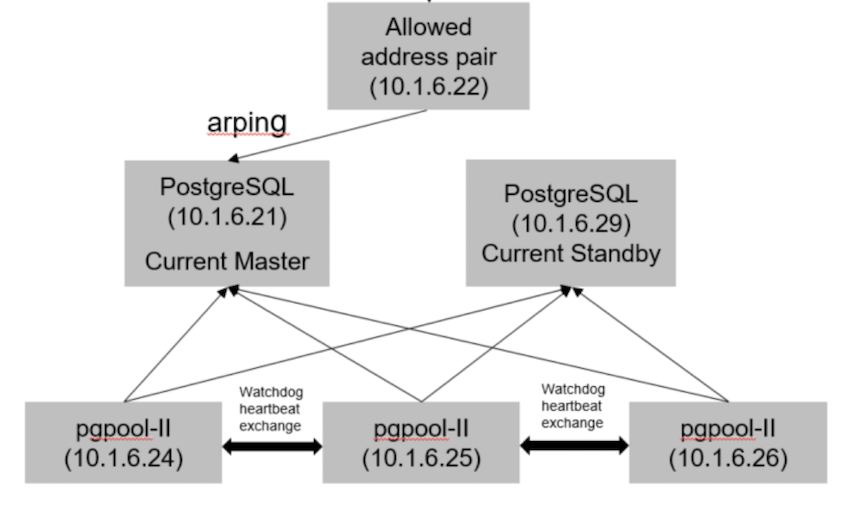 Allowed
address pair
(10.1.6.22)
arping
PostgreSQL
(10.1.6.21)
Current Master
PostgreSQL
(10.1.6.29)
Current Standby
Watchdog
heartbeat
exchange
Watchdog
heartbeat
exchange
pgpool-II
(10.1.6.24)
pgpool-II
(10.1.6.25)
pgpool-II
(10.1.6.26)